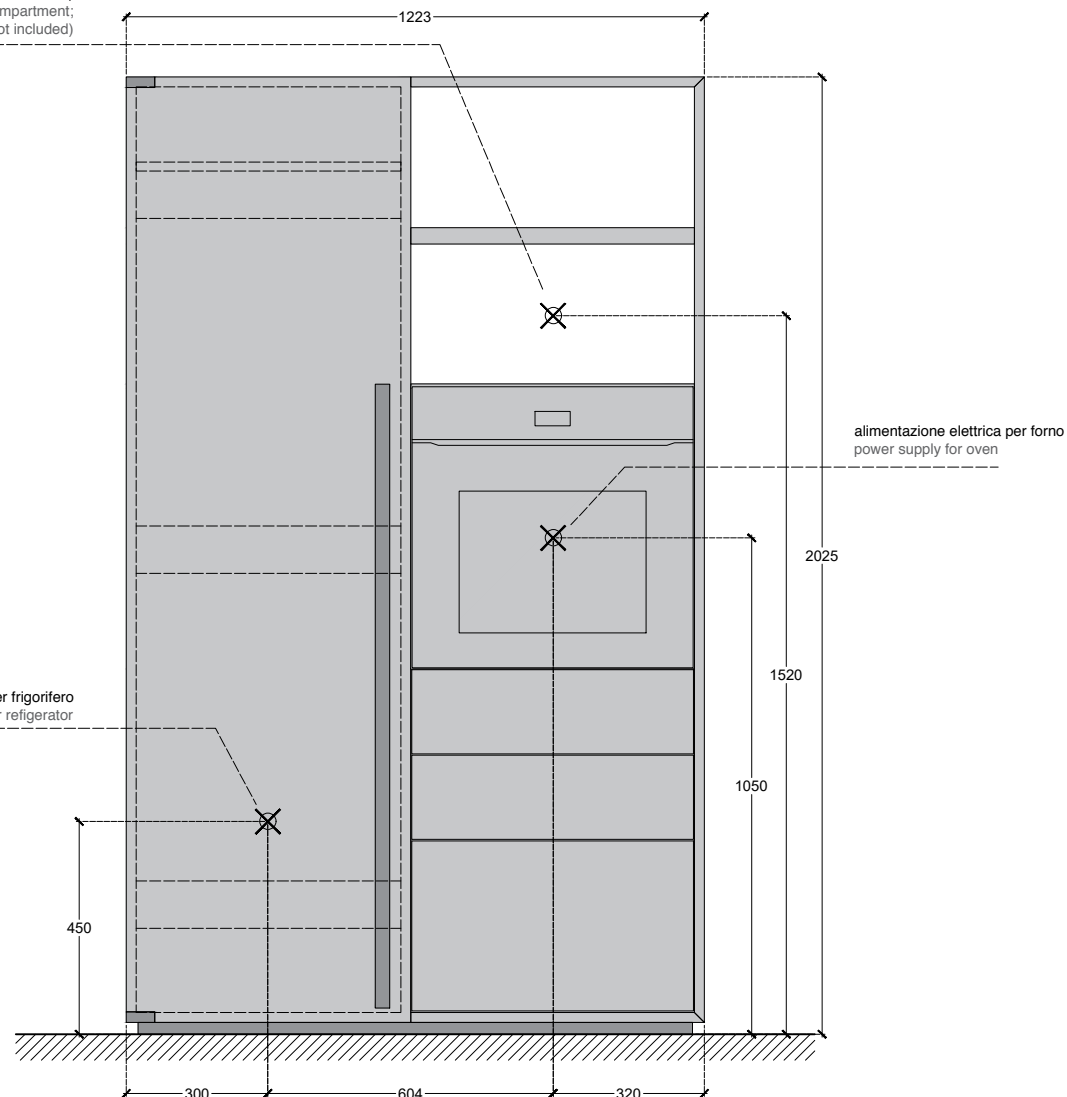 mpartment;
ot included)
1223
alimentazione elettrica per forno
power supply for oven
2025
1520
er frigorifero
r refigerator
1050
450
300
604
320